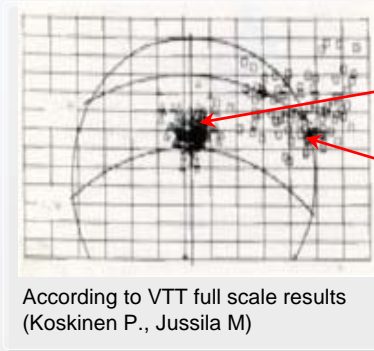 According to VTT full scale results
(Koskinen P., Jussila M)